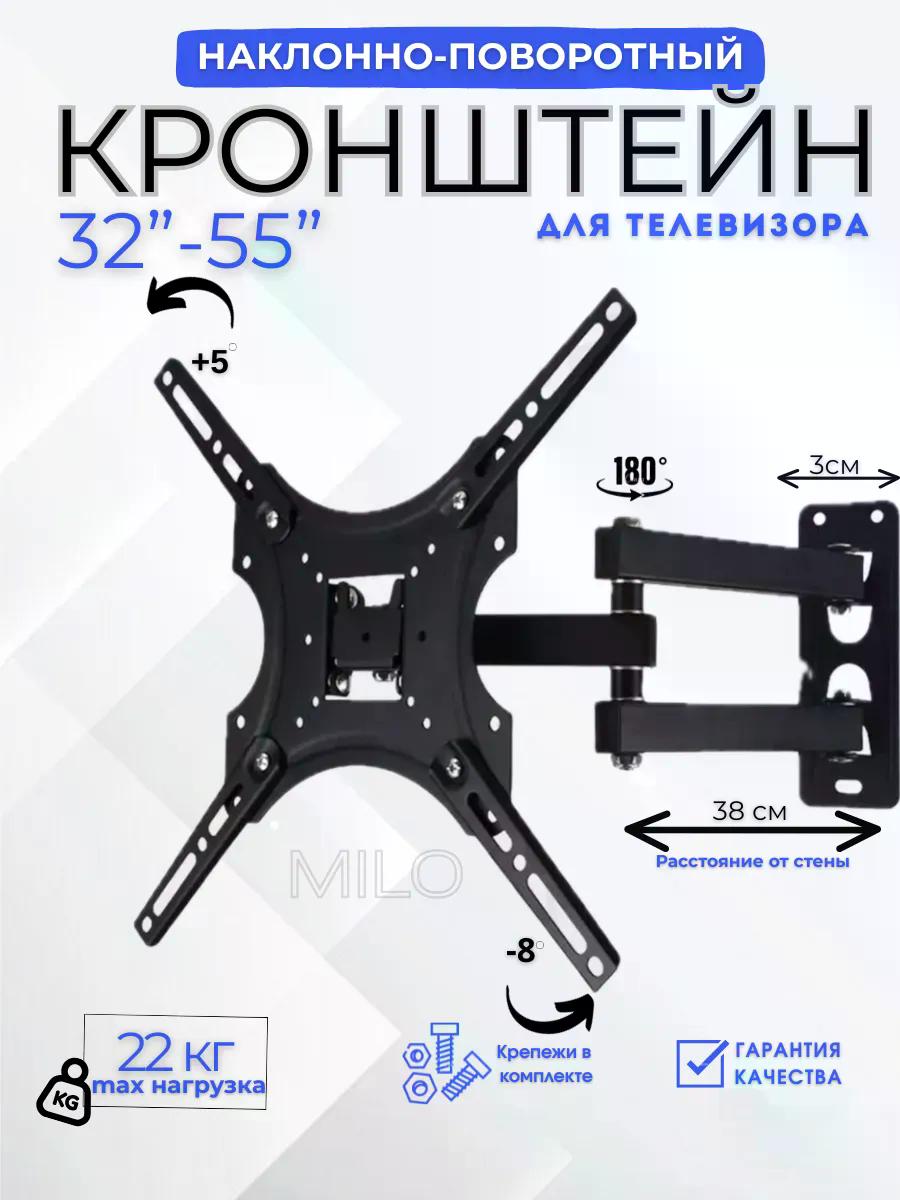 НАКЛОННО-ПОВОРОТНЫЙ
КРОНШТЕЙН
32”-55”
ДЛЯ ТЕЛЕВИЗОРА
+5°
180°
3см
38 см
Расстояние от стены
MILO
-8°
22 кг
max нагрузка
KG
Крепежи в
комплекте
ГАРАНТИЯ
КАЧЕСТВА